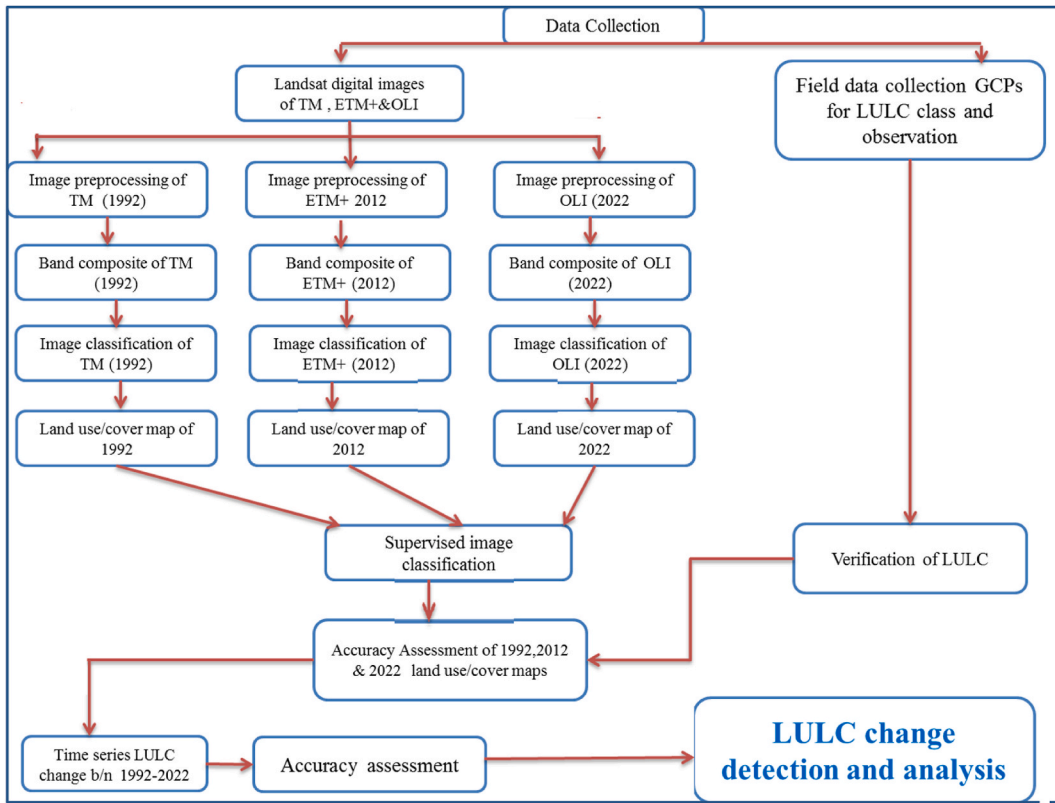 Data Collection
Landsat digital images
of TM , ETM+&OLI
Field data collection GCPs
for LULC class and
observation
Image preprocessing of
TM (1992)
Image preprocessing of
ETM+ 2012
Image preprocessing of
OLI (2022
Band composite of TM
(1992)
Band composite of
ETM+ (2012)
Band composite of OLI
(2022)
Image classification of
TM (1992)
Image classification of
ETM+ (2012)
Image classification of
OLI (2022)
Land use/cover map of
1992
Land use/cover map of
2012
Land use/cover map of
2022
Supervised image
classification
Verification of LULC
Accuracy Assessment of 1992,2012
& 2022 land use/cover maps
Time series LULC
change b/n 1992-2022
Accuracy assessment
LULC change
detection and analysis